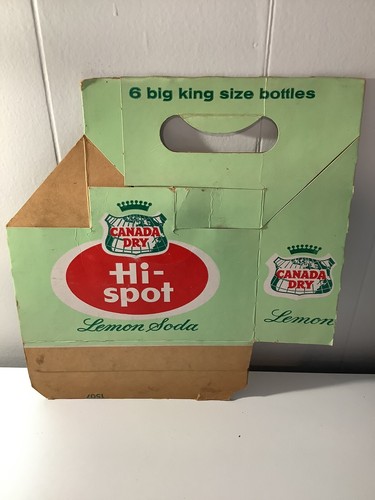 6 big king size bottles
CANADA
DRY
Hi-
spot
Lemon Soda
CANADA
DRY
Lemon